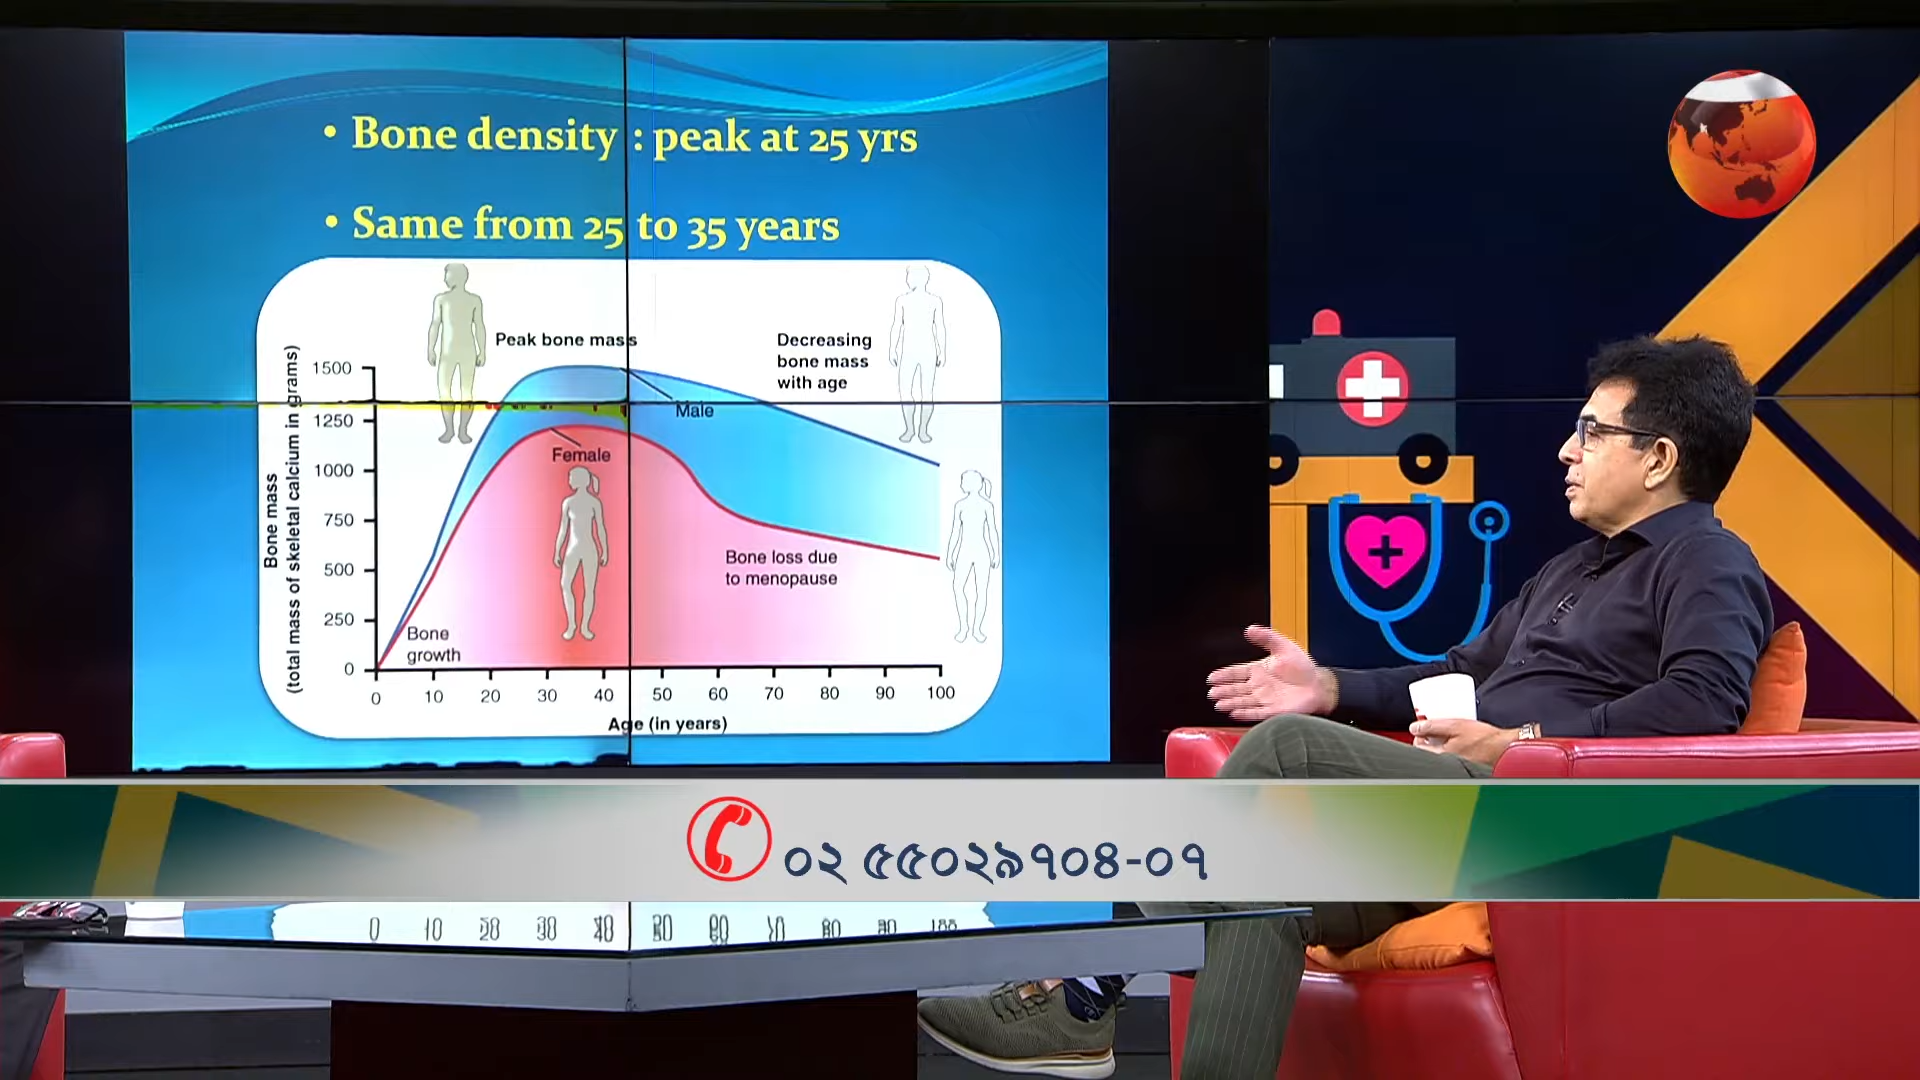 • Bone density : peak at 25 yrs
• Same from 25 to 35 years
Peak bone mass
Decreasing
bone mass
with age
Bone mass
(total mass of skeletal calcium in grams)
1500
1250
1000
750
500
250
0
Male
Female
Bone loss due
to menopause
Bone
growth
0 10 20 30 40 50 60 70 80 90 100
Age (in years)
০২ ৫৫০২৯৭০৪-০৭